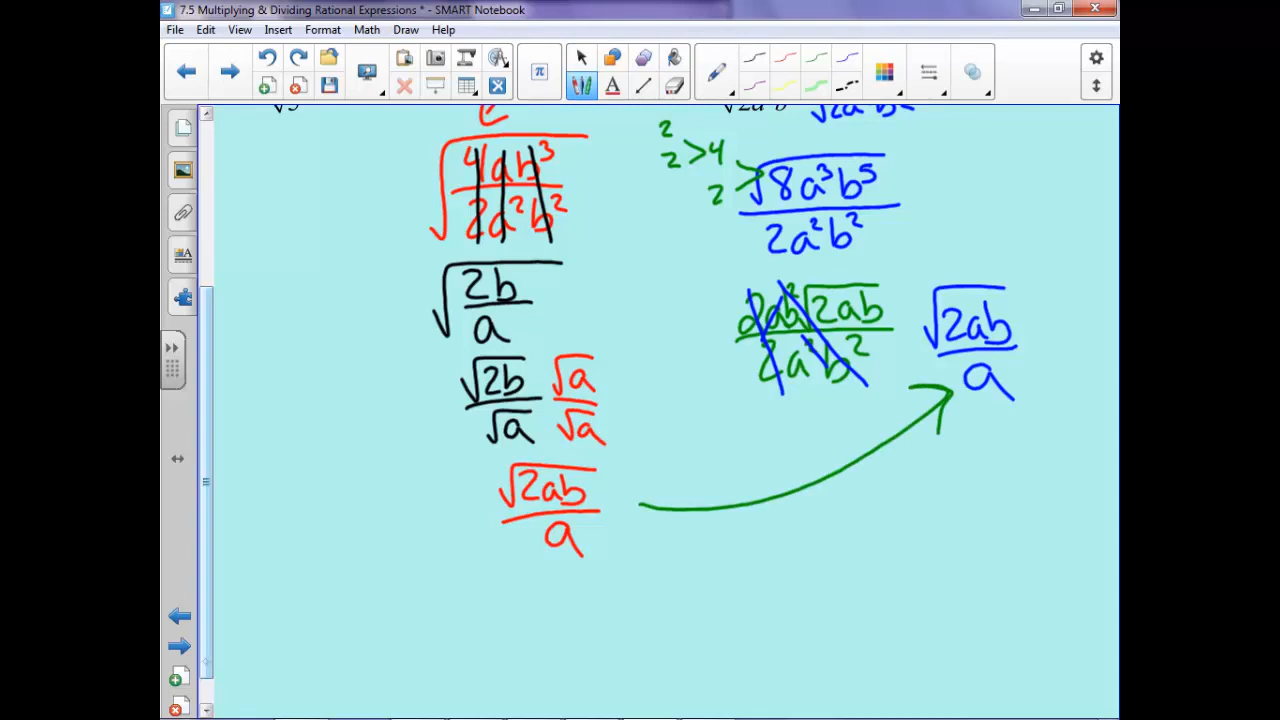 7.5 Multiplying & Dividing Rational Expressions * - SMART Notebook
File Edit View Insert Format Math Draw Help
π
A
√(4ab³ / 2a²b²)
√(2b / a)
√2b / √a √a / √a
√2ab / a
2
2 > 4
2 >
√8a³b⁵ / 2a²b²
2ab²√2ab / 2a²b²
√2ab / a